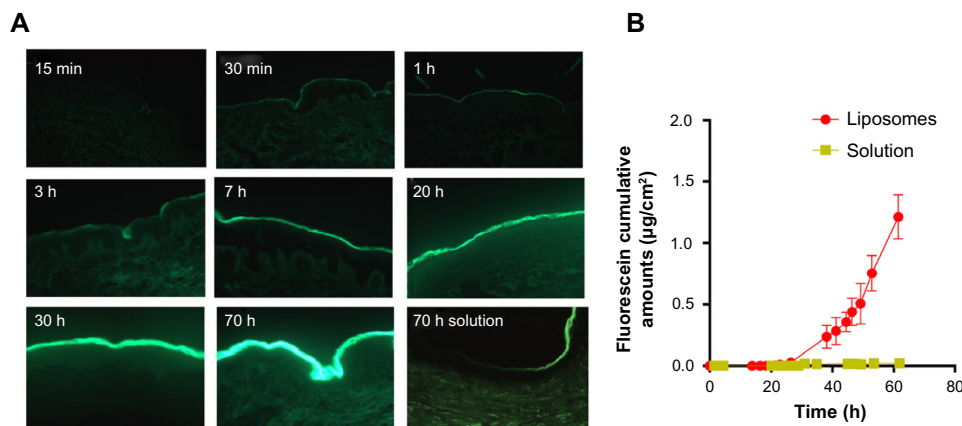 A
15 min
30 min
1 h
3 h
7 h
20 h
30 h
70 h
70 h solution
B
Liposomes
Solution
Fluorescein cumulative
amounts (µg/cm²)
2.0
1.5
1.0
0.5
0.0
0
20
40
60
80
Time (h)